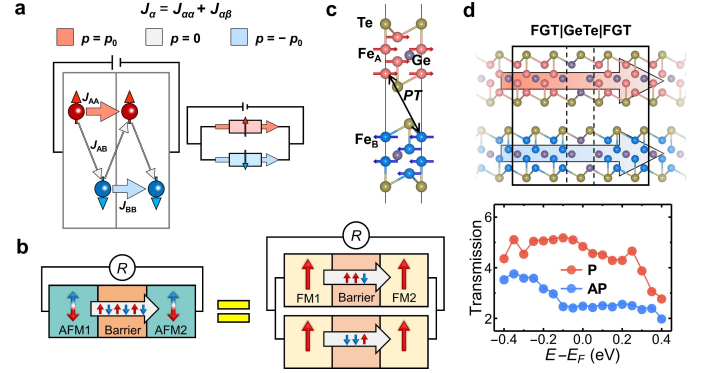 a
J_α = J_αα + J_αβ
p = p₀
p = 0
p = − p₀
J_AA
J_AB
J_BB
b
R
AFM1
Barrier
AFM2
R
FM1
Barrier
FM2
c
Te
Fe_A
Ge
PT
Fe_B
d
FGT|GeTe|FGT
Transmission
6
4
2
P
AP
−0.4
−0.2
0.0
0.2
0.4
E−E_F (eV)